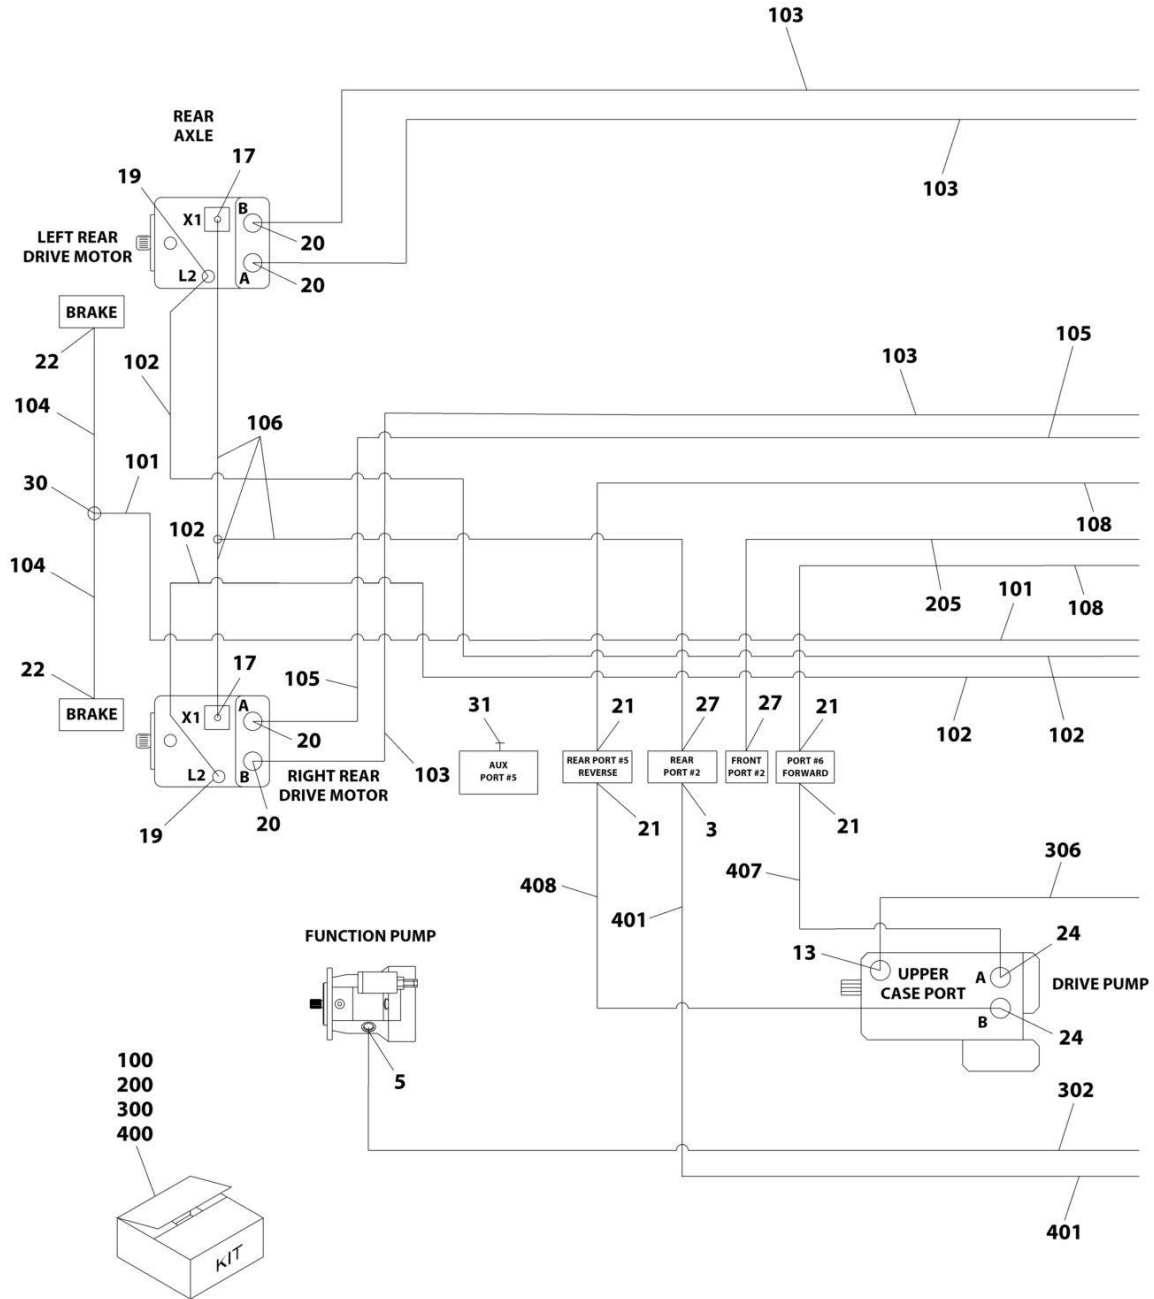 103
REAR
AXLE
17
19
103
X1
B
20
LEFT REAR
DRIVE MOTOR
L2
A
20
BRAKE
22
102
105
103
104
106
101
30
108
102
104
205
108
101
22
17
105
31
21
27
27
21
102
102
BRAKE
X1
A
20
AUX
PORT #5
REAR PORT #5
REVERSE
REAR
PORT #2
FRONT
PORT #2
PORT #6
FORWARD
L2
B
RIGHT REAR
DRIVE MOTOR
103
19
20
21
3
21
306
407
408
401
FUNCTION PUMP
13
24
UPPER
CASE PORT
A
DRIVE PUMP
B
24
5
100
200
300
400
302
401
KIT